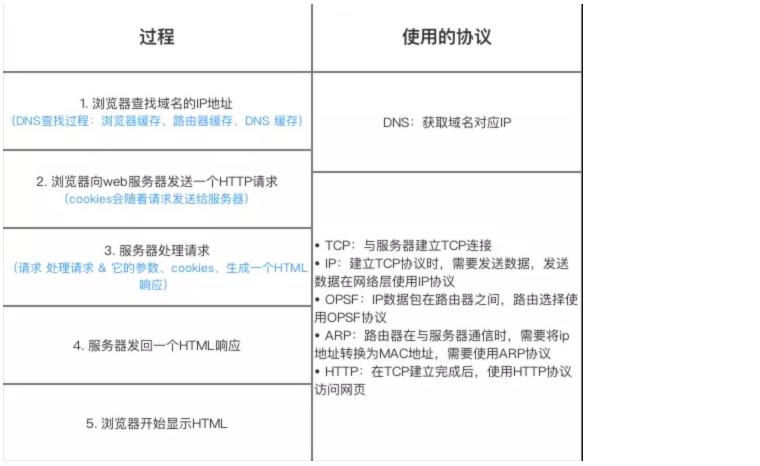 过程
使用的协议
1. 浏览器查找域名的IP地址
（DNS查找过程：浏览器缓存、路由器缓存、DNS 缓存）
DNS：获取域名对应IP
2. 浏览器向web服务器发送一个HTTP请求
（cookies会随着请求发送给服务器）
3. 服务器处理请求
（请求 处理请求 & 它的参数、cookies、生成一个HTML
响应）
4. 服务器发回一个HTML响应
5. 浏览器开始显示HTML
• TCP：与服务器建立TCP连接
• IP：建立TCP协议时，需要发送数据，发送
数据在网络层使用IP协议
• OPSF：IP数据包在路由器之间，路由选择使
用OPSF协议
• ARP：路由器在与服务器通信时，需要将ip
地址转换为MAC地址，需要使用ARP协议
• HTTP：在TCP建立完成后，使用HTTP协议
访问网页